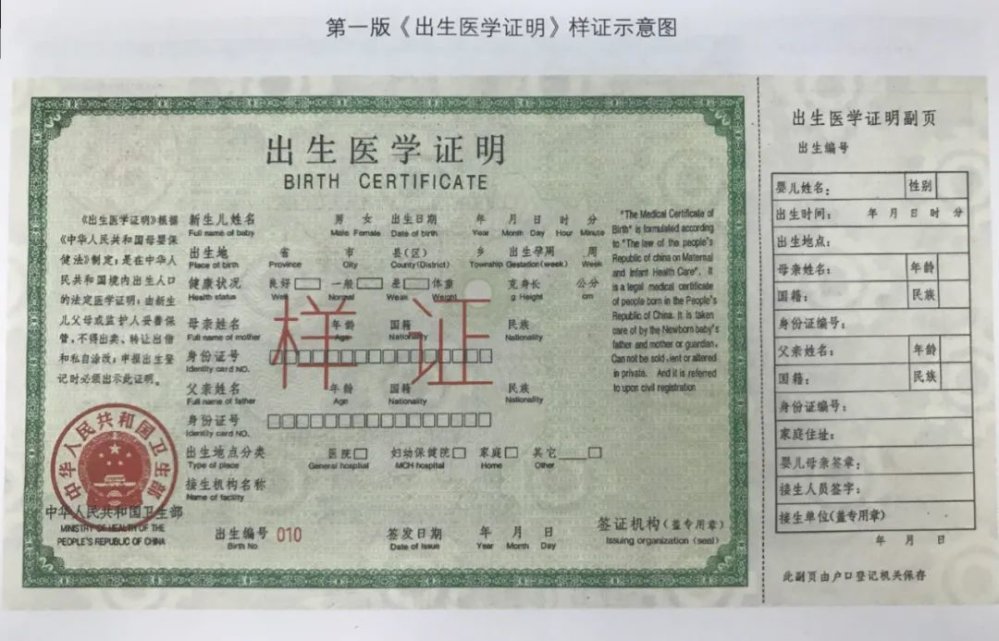 第一版《出生医学证明》样证示意图
出生医学证明
BIRTH CERTIFICATE
《出生医学证明》根据
《中华人民共和国母婴保
健法》制定；是在中华人
民共和国境内出生人口
的法定医学证明；由新生
儿父母或监护人妥善保
管，不得出卖、转让出借
和私自涂改；申报出生登
记时必须出示此证明。
中华人民共和国卫生部
中华人民共和国卫生部
MINISTRY OF HEALTH OF THE
PEOPLE'S REPUBLIC OF CHINA
新生儿姓名 男 女 出生日期 年 月 日 时 分
Full name of baby Male Female Date of birth Year Month Day Hour Minute
出生地 省 市 县(区) 乡 出生孕周 周
Place of birth Province City County(District) Township Gestation(week) Week
健康状况 良好 一般 差 体重 克身长 公分
Health status Well Normal Weak Weight g Height cm
母亲姓名 年龄 国籍 民族
Full name of mother Age Nationality Nationality
身份证号
Identity card NO.
父亲姓名 年龄 国籍 民族
Full name of father Age Nationality Nationality
身份证号
Identity card NO.
出生地点分类 医院 妇幼保健院 家庭 其它
Type of place General hospital MCH hospital Home Other
接生机构名称
Name of facility
出生编号 010 签发日期 年 月 日 签证机构(盖专用章)
Birth No Date of issue Year Month Day Issuing organization (seal)
样证
"The Medical Certificate of
Birth" is formulated according
to "The law of the people's
Republic of china on Maternal
and Infant Health Care". It
is a legal medical certificate
of people born in the People's
Republic of China. It is taken
care of by the Newborn baby's
father and mother or guardian.
Can not be sold ,ent or altered
in private. And it is referred
to upon civil registration
出生医学证明副页
出生编号
婴儿姓名： 性别
出生时间： 年 月 日 时 分
出生地点：
母亲姓名： 年龄
国籍： 民族
身份证编号：
父亲姓名： 年龄
国籍： 民族
身份证编号：
家庭住址：
婴儿母亲签章：
接生人员签字：
接生单位(盖专用章)
年 月 日
此副页由户口登记机关保存